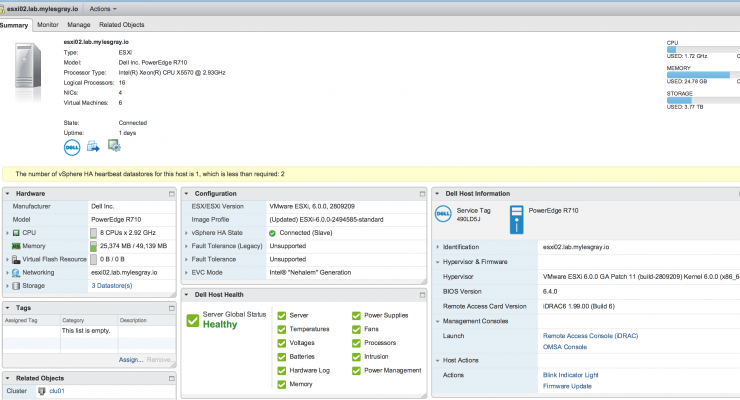 esxi02.lab.mylesgray.io Actions
Summary Monitor Manage Related Objects
esxi02.lab.mylesgray.io
Type: ESXi
Model: Dell Inc. PowerEdge R710
Processor Type: Intel(R) Xeon(R) CPU X5570 @ 2.93GHz
Logical Processors: 16
NICs: 4
Virtual Machines: 6
State: Connected
Uptime: 1 days
DELL
CPU
USED: 1.72 GHz
MEMORY
USED: 24.78 GB
STORAGE
USED: 3.77 TB
The number of vSphere HA heartbeat datastores for this host is 1, which is less than required: 2
Hardware
Manufacturer Dell Inc.
Model PowerEdge R710
CPU 8 CPUs x 2.92 GHz
Memory 25,374 MB / 49,139 MB
Virtual Flash Resource 0 B / 0 B
Networking esxi02.lab.mylesgray.io
Storage 3 Datastore(s)
Tags
Assigned Tag Category Description
This list is empty.
Assign... Remove...
Related Objects
Cluster clu01
Configuration
ESX/ESXi Version VMware ESXi, 6.0.0, 2809209
Image Profile (Updated) ESXi-6.0.0-2494585-standard
vSphere HA State Connected (Slave)
Fault Tolerance (Legacy) Unsupported
Fault Tolerance Unsupported
EVC Mode Intel® "Nehalem" Generation
Dell Host Health
Server Global Status
Healthy
Server Power Supplies
Temperatures Fans
Voltages Processors
Batteries Intrusion
Hardware Log Power Management
Memory
Dell Host Information
DELL Service Tag PowerEdge R710
490LD5J
Identification esxi02.lab.mylesgray.io
Hypervisor & Firmware
Hypervisor VMware ESXi 6.0.0 GA Patch 11 (build-2809209) Kernel 6.0.0 (x86
BIOS Version 6.4.0
Remote Access Card Version iDRAC6 1.99.00 (Build 6)
Management Consoles
Launch Remote Access Console (iDRAC)
OMSA Console
Host Actions
Actions Blink Indicator Light
Firmware Update